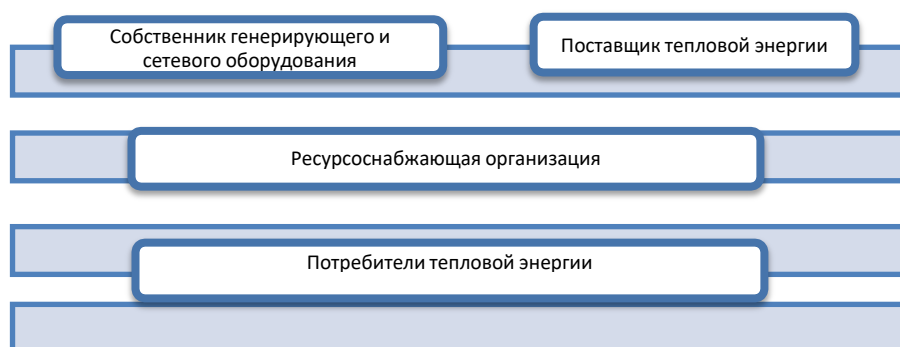 Собственник генерирующего и
сетевого оборудования
Поставщик тепловой энергии
Ресурсоснабжающая организация
Потребители тепловой энергии